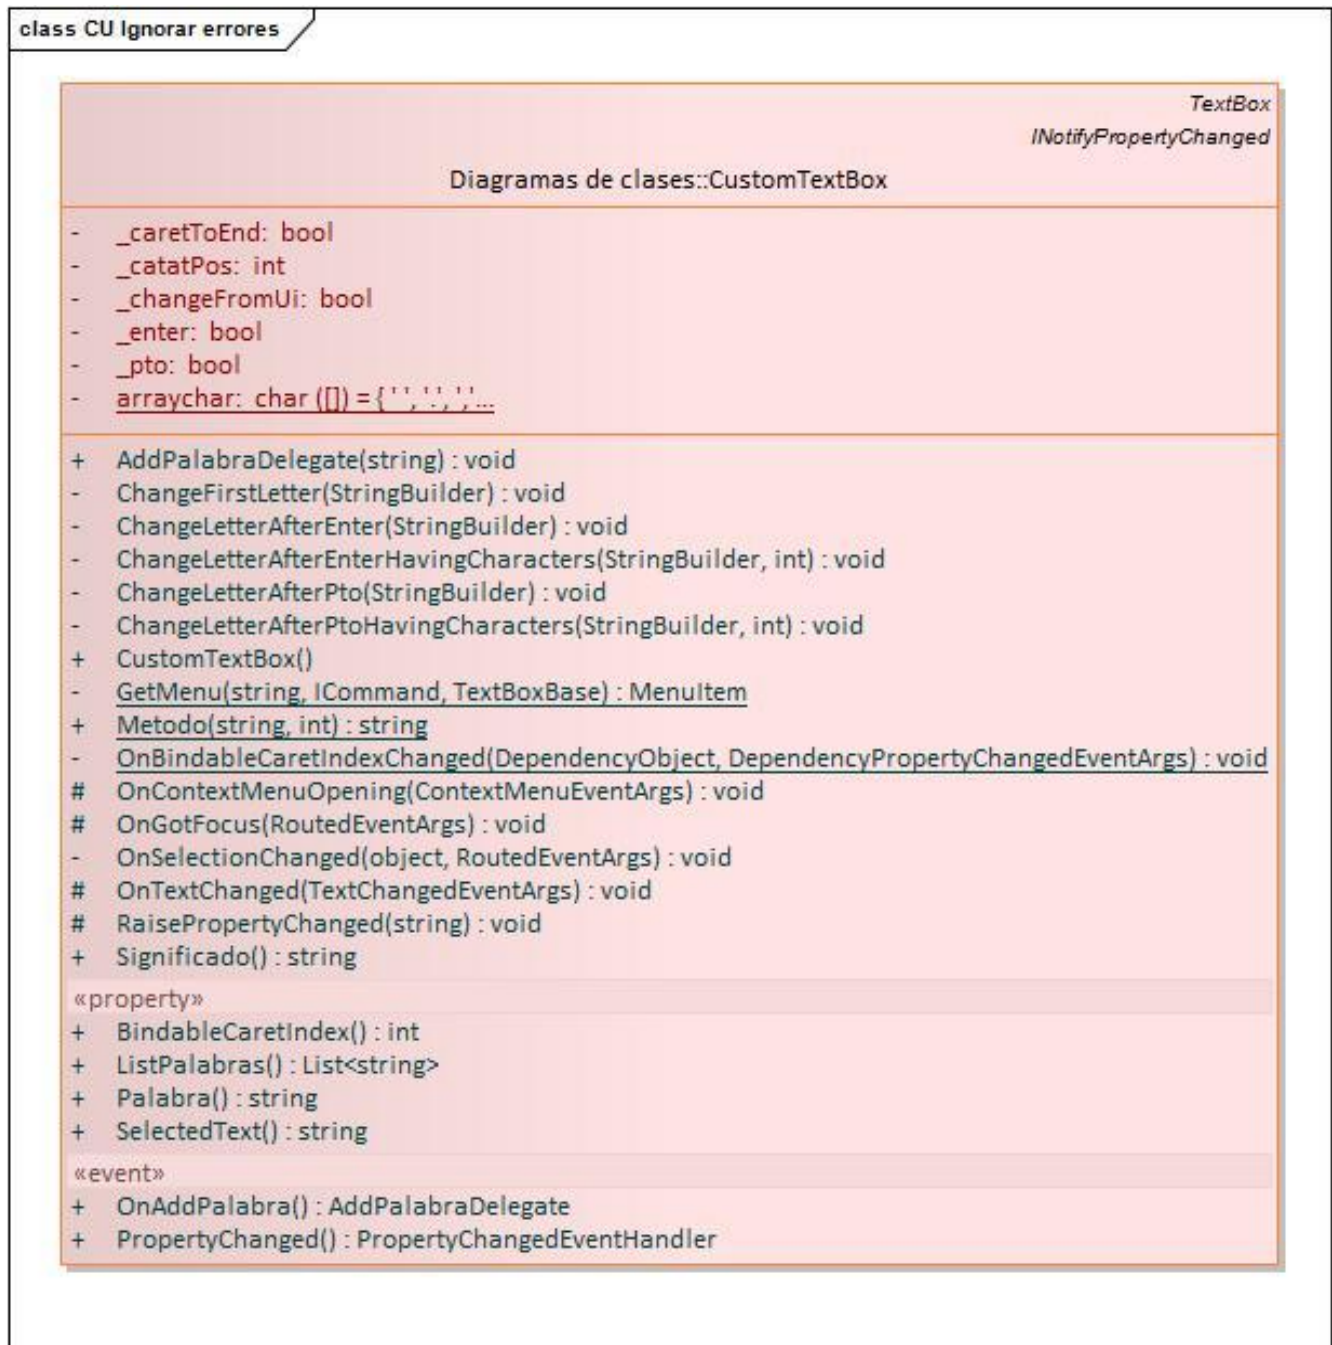 class CU Ignorar errores
TextBox
INotifyPropertyChanged
Diagramas de clases::CustomTextBox
- _caretToEnd: bool
- _catatPos: int
- _changeFromUi: bool
- _enter: bool
- _pto: bool
- arraychar: char ([]) = { ' ', '.', ','...
+ AddPalabraDelegate(string) : void
- ChangeFirstLetter(StringBuilder) : void
- ChangeLetterAfterEnter(StringBuilder) : void
- ChangeLetterAfterEnterHavingCharacters(StringBuilder, int) : void
- ChangeLetterAfterPto(StringBuilder) : void
- ChangeLetterAfterPtoHavingCharacters(StringBuilder, int) : void
+ CustomTextBox()
- GetMenu(string, ICommand, TextBoxBase) : MenuItem
+ Metodo(string, int) : string
- OnBindableCaretIndexChanged(DependencyObject, DependencyPropertyChangedEventArgs) : void
# OnContextMenuOpening(ContextMenuEventArgs) : void
# OnGotFocus(RoutedEventArgs) : void
- OnSelectionChanged(object, RoutedEventArgs) : void
# OnTextChanged(TextChangedEventArgs) : void
# RaisePropertyChanged(string) : void
+ Significado() : string
«property»
+ BindableCaretIndex() : int
+ ListPalabras() : List<string>
+ Palabra() : string
+ SelectedText() : string
«event»
+ OnAddPalabra() : AddPalabraDelegate
+ PropertyChanged() : PropertyChangedEventHandler